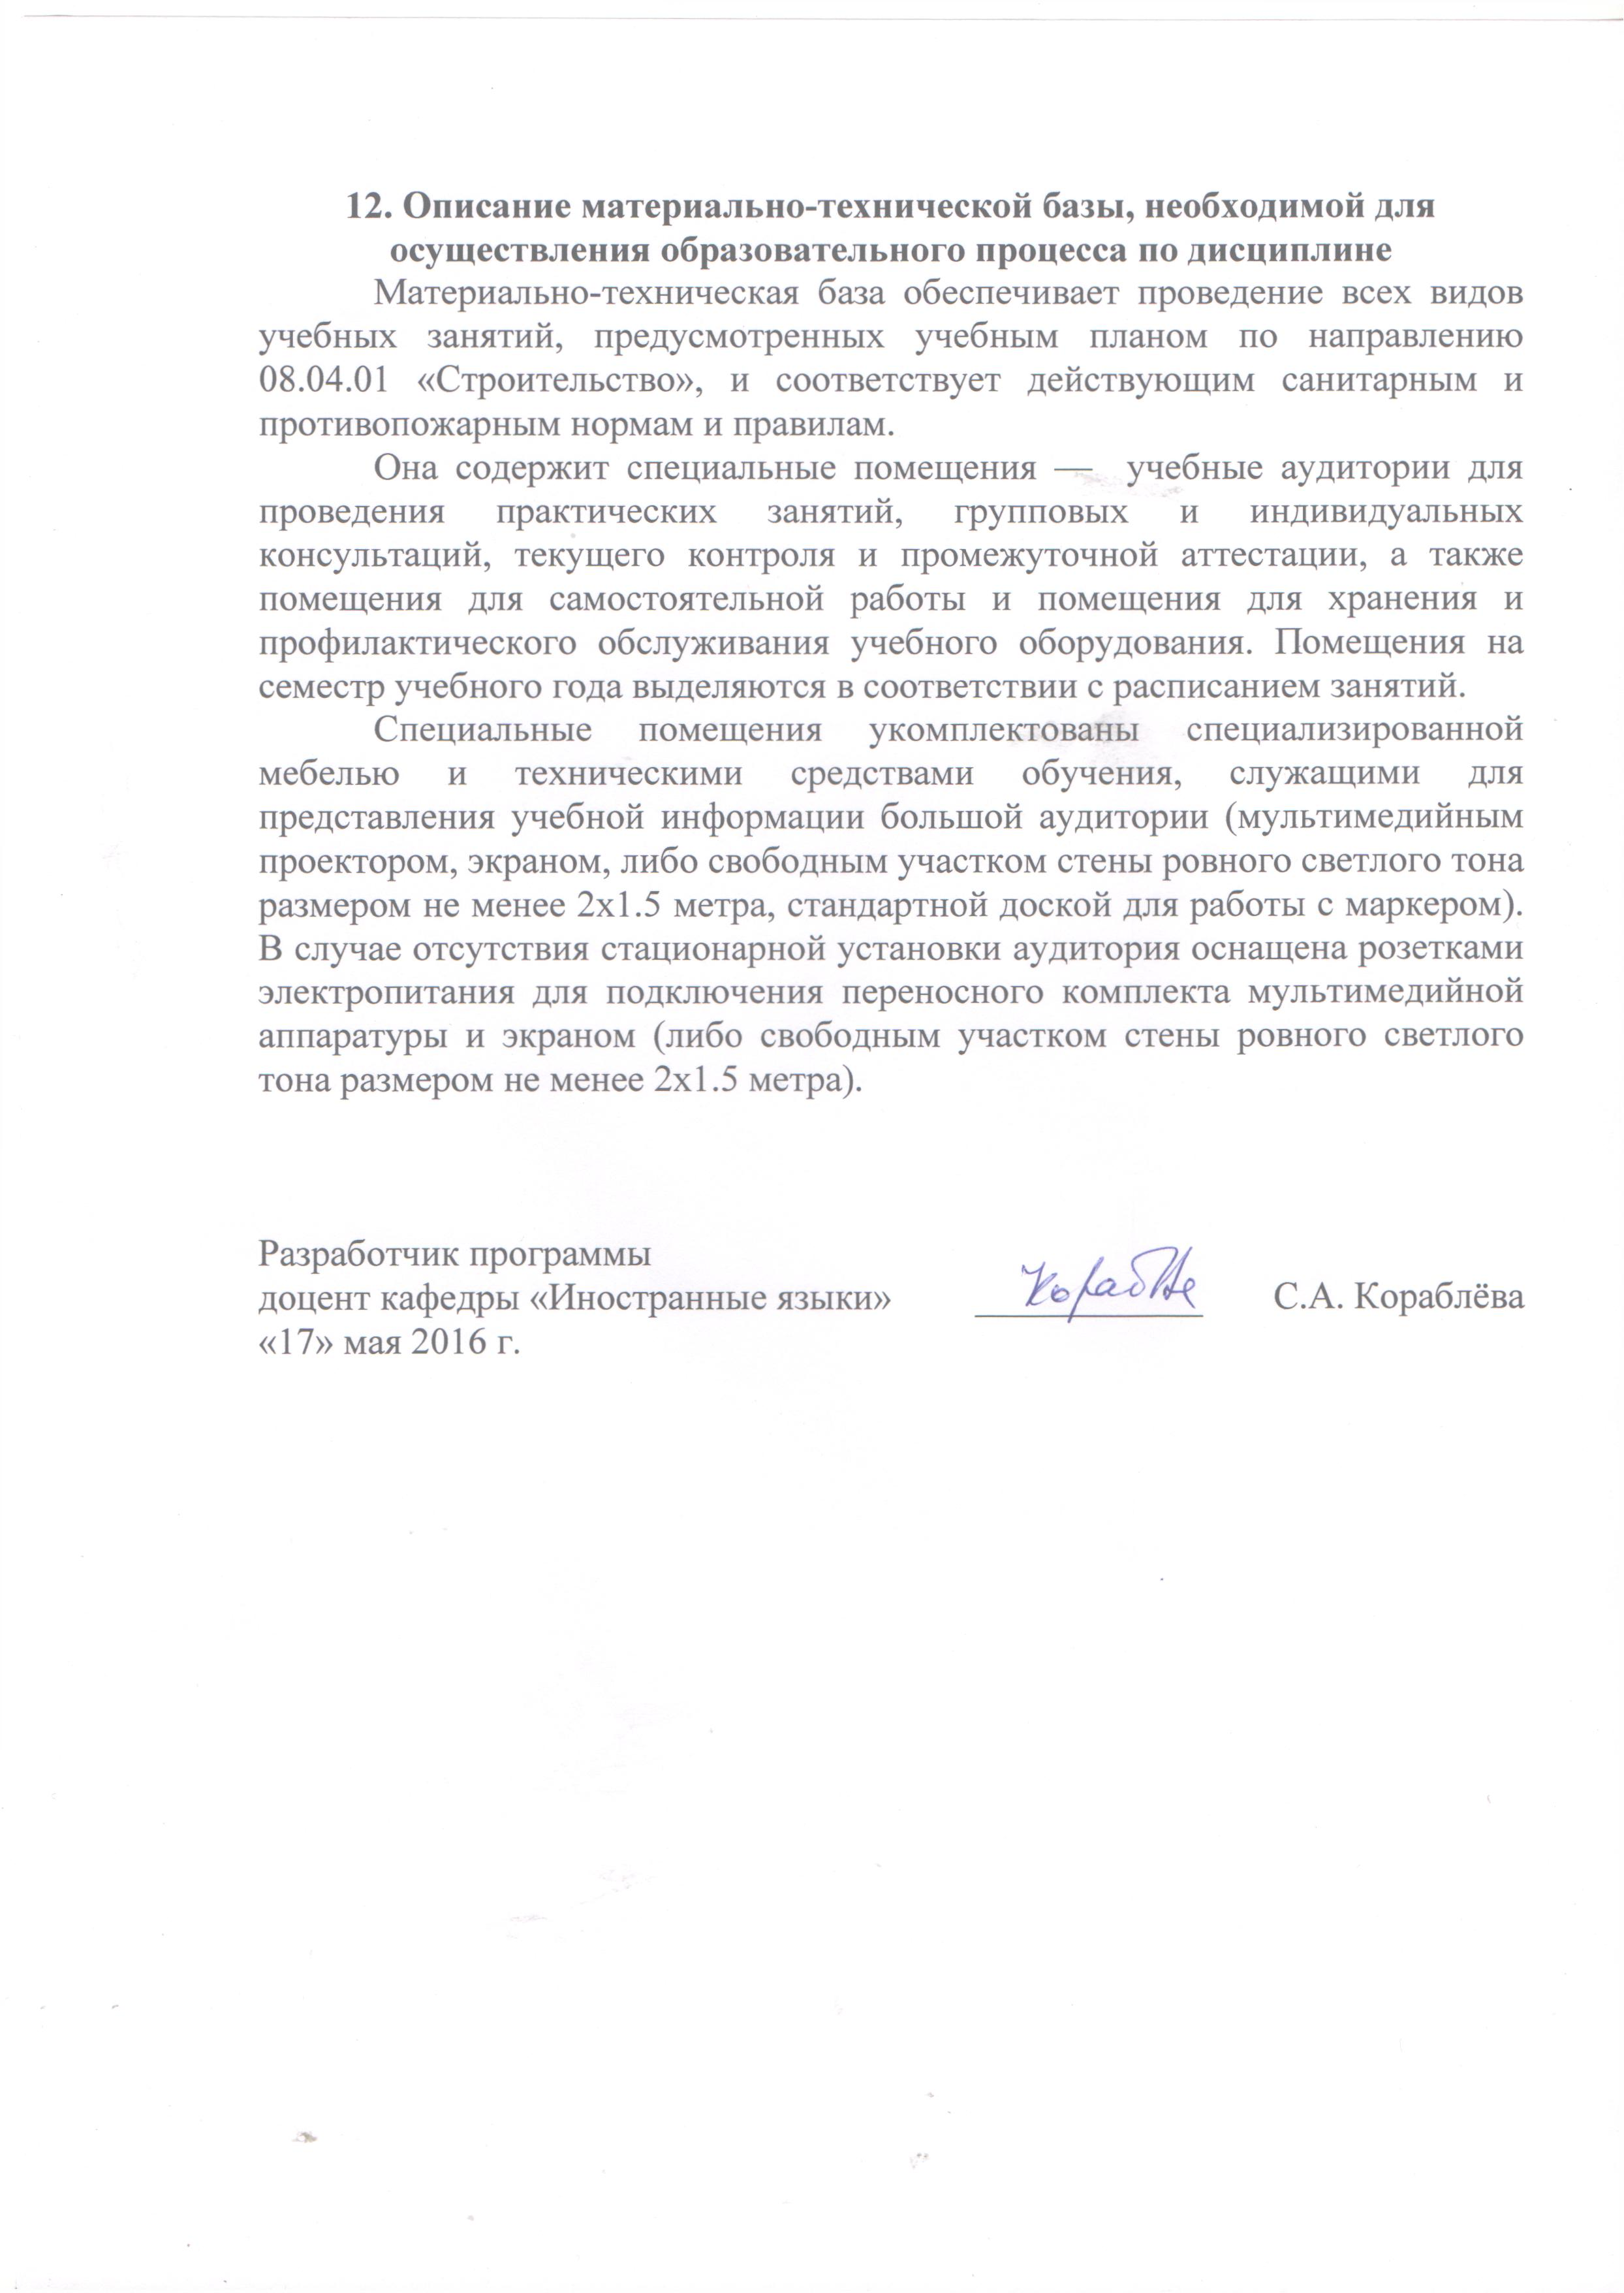 12. Описание материально-технической базы, необходимой для
осуществления образовательного процесса по дисциплине
Материально-техническая база обеспечивает проведение всех видов
учебных занятий, предусмотренных учебным планом по направлению
08.04.01 «Строительство», и соответствует действующим санитарным и
противопожарным нормам и правилам.
Она содержит специальные помещения — учебные аудитории для
проведения практических занятий, групповых и индивидуальных
консультаций, текущего контроля и промежуточной аттестации, а также
помещения для самостоятельной работы и помещения для хранения и
профилактического обслуживания учебного оборудования. Помещения на
семестр учебного года выделяются в соответствии с расписанием занятий.
Специальные помещения укомплектованы специализированной
мебелью и техническими средствами обучения, служащими для
представления учебной информации большой аудитории (мультимедийным
проектором, экраном, либо свободным участком стены ровного светлого тона
размером не менее 2х1.5 метра, стандартной доской для работы с маркером).
В случае отсутствия стационарной установки аудитория оснащена розетками
электропитания для подключения переносного комплекта мультимедийной
аппаратуры и экраном (либо свободным участком стены ровного светлого
тона размером не менее 2х1.5 метра).
Разработчик программы
доцент кафедры «Иностранные языки» С.А. Кораблёва
«17» мая 2016 г.